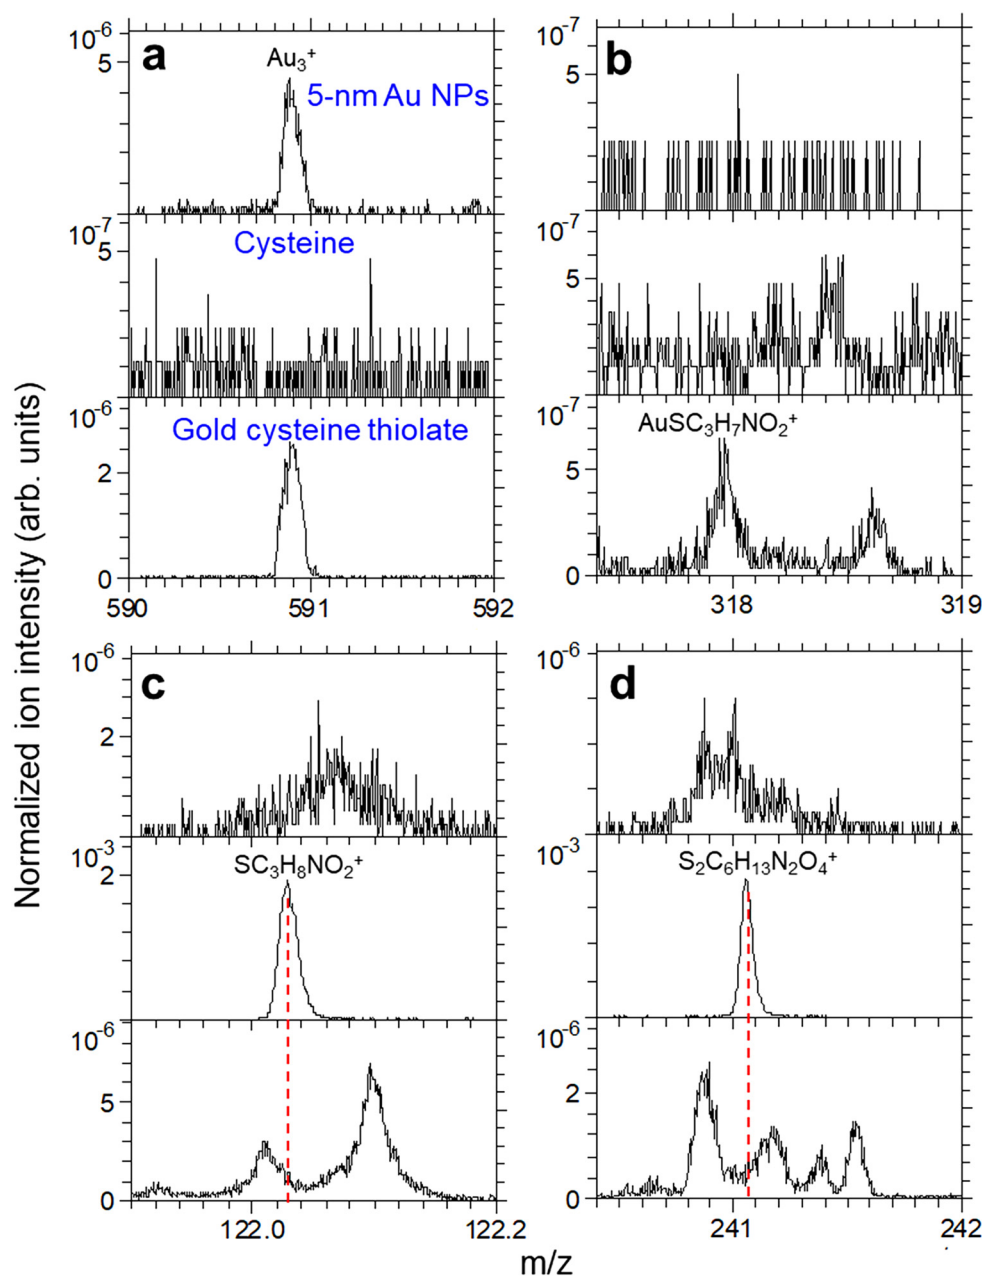 10⁻⁶
5
a
Au₃⁺
5-nm Au NPs
10⁻⁷
5
Cysteine
10⁻⁶
2
0
Gold cysteine thiolate
590
591
592
10⁻⁷
5
b
10⁻⁷
5
10⁻⁷
5
0
AuSC₃H₇NO₂⁺
318
319
Normalized ion intensity (arb. units)
10⁻⁶
2
c
10⁻³
2
SC₃H₈NO₂⁺
10⁻⁶
5
0
122.0
122.2
10⁻⁶
d
10⁻³
S₂C₆H₁₃N₂O₄⁺
10⁻⁶
2
0
241
242
m/z